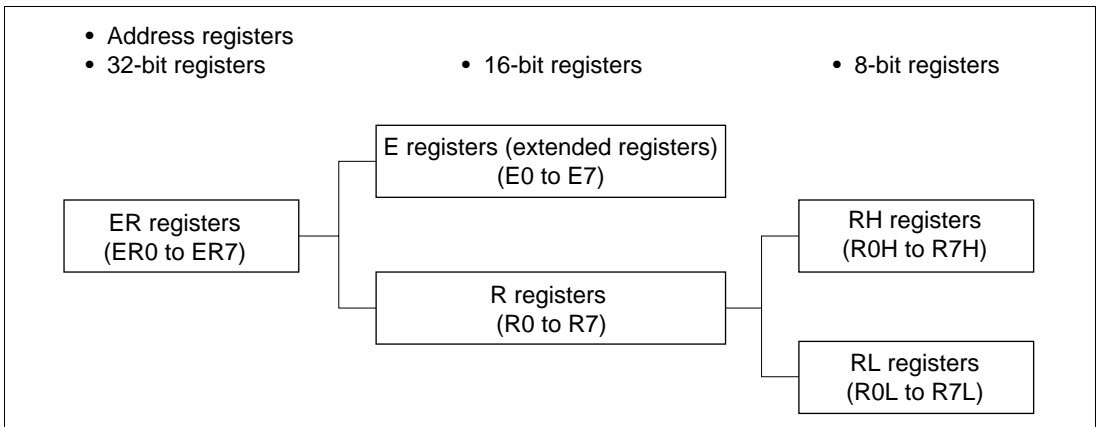 • Address registers
• 32-bit registers
• 16-bit registers
• 8-bit registers
E registers (extended registers)
(E0 to E7)
ER registers
(ER0 to ER7)
RH registers
(R0H to R7H)
R registers
(R0 to R7)
RL registers
(R0L to R7L)